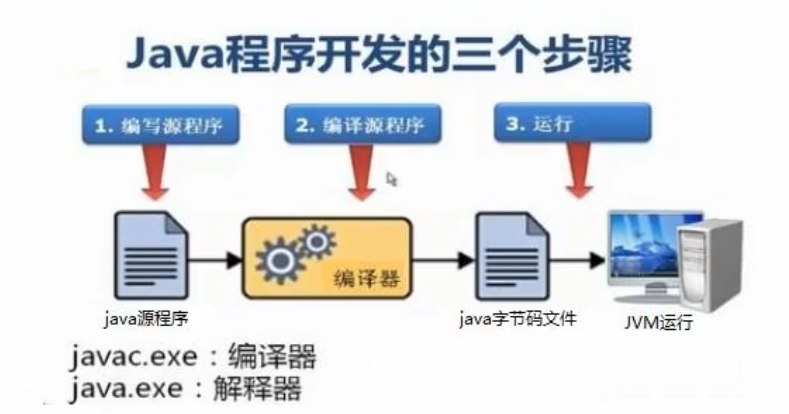 Java程序开发的三个步骤
1. 编写源程序
2. 编译源程序
3. 运行
编译器
java源程序
java字节码文件
JVM运行
javac.exe：编译器
java.exe：解释器